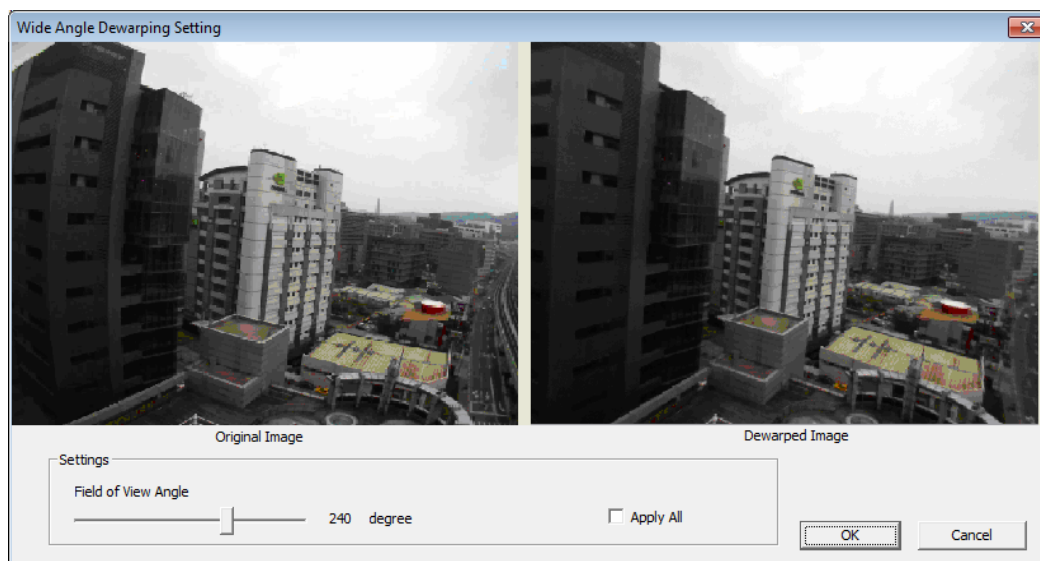 Wide Angle Dewarping Setting
Original Image
Dewarped Image
Settings
Field of View Angle
240 degree
Apply All
OK
Cancel